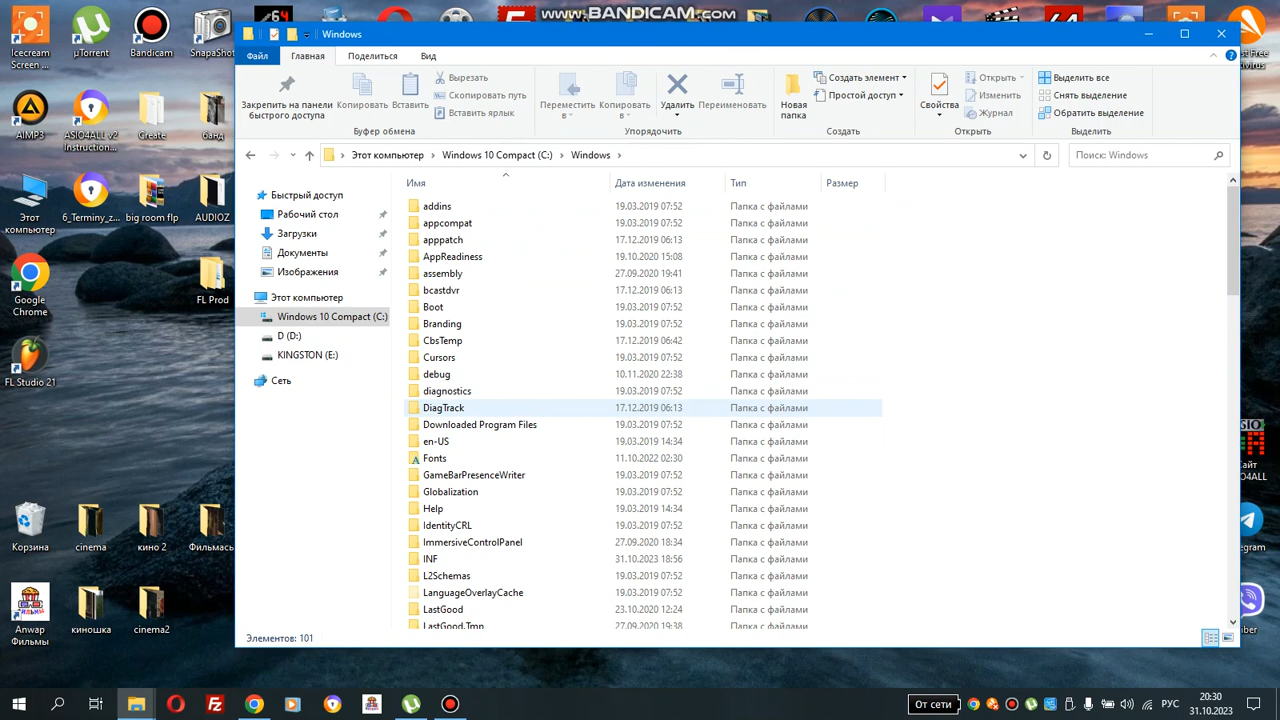 www.BANDICAM.com
Windows
Файл
Главная
Поделиться
Вид
Закрепить на панели
быстрого доступа
Копировать
Вставить
Вырезать
Скопировать путь
Вставить ярлык
Буфер обмена
Переместить
в
Копировать
в
Удалить
Переименовать
Упорядочить
Новая
папка
Создать элемент
Простой доступ
Создать
Свойства
Открыть
Изменить
Журнал
Открыть
Выделить все
Снять выделение
Обратить выделение
Выделить
Этот компьютер
Windows 10 Compact (C:)
Windows
Поиск: Windows
Быстрый доступ
Рабочий стол
Загрузки
Документы
Изображения
Этот компьютер
Windows 10 Compact (C:)
D (D:)
KINGSTON (E:)
Сеть
Имя Дата изменения Тип Размер
addins 19.03.2019 07:52 Папка с файлами
appcompat 19.03.2019 07:52 Папка с файлами
apppatch 17.12.2019 06:13 Папка с файлами
AppReadiness 19.10.2020 15:08 Папка с файлами
assembly 27.09.2020 19:41 Папка с файлами
bcastdvr 17.12.2019 06:13 Папка с файлами
Boot 19.03.2019 07:52 Папка с файлами
Branding 19.03.2019 07:52 Папка с файлами
CbsTemp 17.12.2019 06:42 Папка с файлами
Cursors 19.03.2019 07:52 Папка с файлами
debug 10.11.2020 22:38 Папка с файлами
diagnostics 19.03.2019 07:52 Папка с файлами
DiagTrack 17.12.2019 06:13 Папка с файлами
Downloaded Program Files 19.03.2019 07:52 Папка с файлами
en-US 19.03.2019 14:34 Папка с файлами
Fonts 11.10.2022 02:30 Папка с файлами
GameBarPresenceWriter 19.03.2019 07:52 Папка с файлами
Globalization 19.03.2019 07:52 Папка с файлами
Help 19.03.2019 14:34 Папка с файлами
IdentityCRL 19.03.2019 07:52 Папка с файлами
ImmersiveControlPanel 27.09.2020 18:34 Папка с файлами
INF 31.10.2023 18:56 Папка с файлами
L2Schemas 19.03.2019 07:52 Папка с файлами
LanguageOverlayCache 19.03.2019 07:52 Папка с файлами
LastGood 23.10.2020 12:24 Папка с файлами
LastGood.Tmp 27.09.2020 19:38 Папка с файлами
Элементов: 101
Icecream
Screen ...
µTorrent
Bandicam
SnapaShot
AIMP3
ASIO4ALL v2
Instruction...
Create
банд
Этот
компьютер
6_Terminy_z...
big room flp
AUDIOZ
Google
Chrome
FL Prod
FL Studio 21
Корзина
cinema
кино 2
Фильмась
Anwap
Фильмы
киношка
cinema2
64
64
От сети
РУС
20:30
31.10.2023